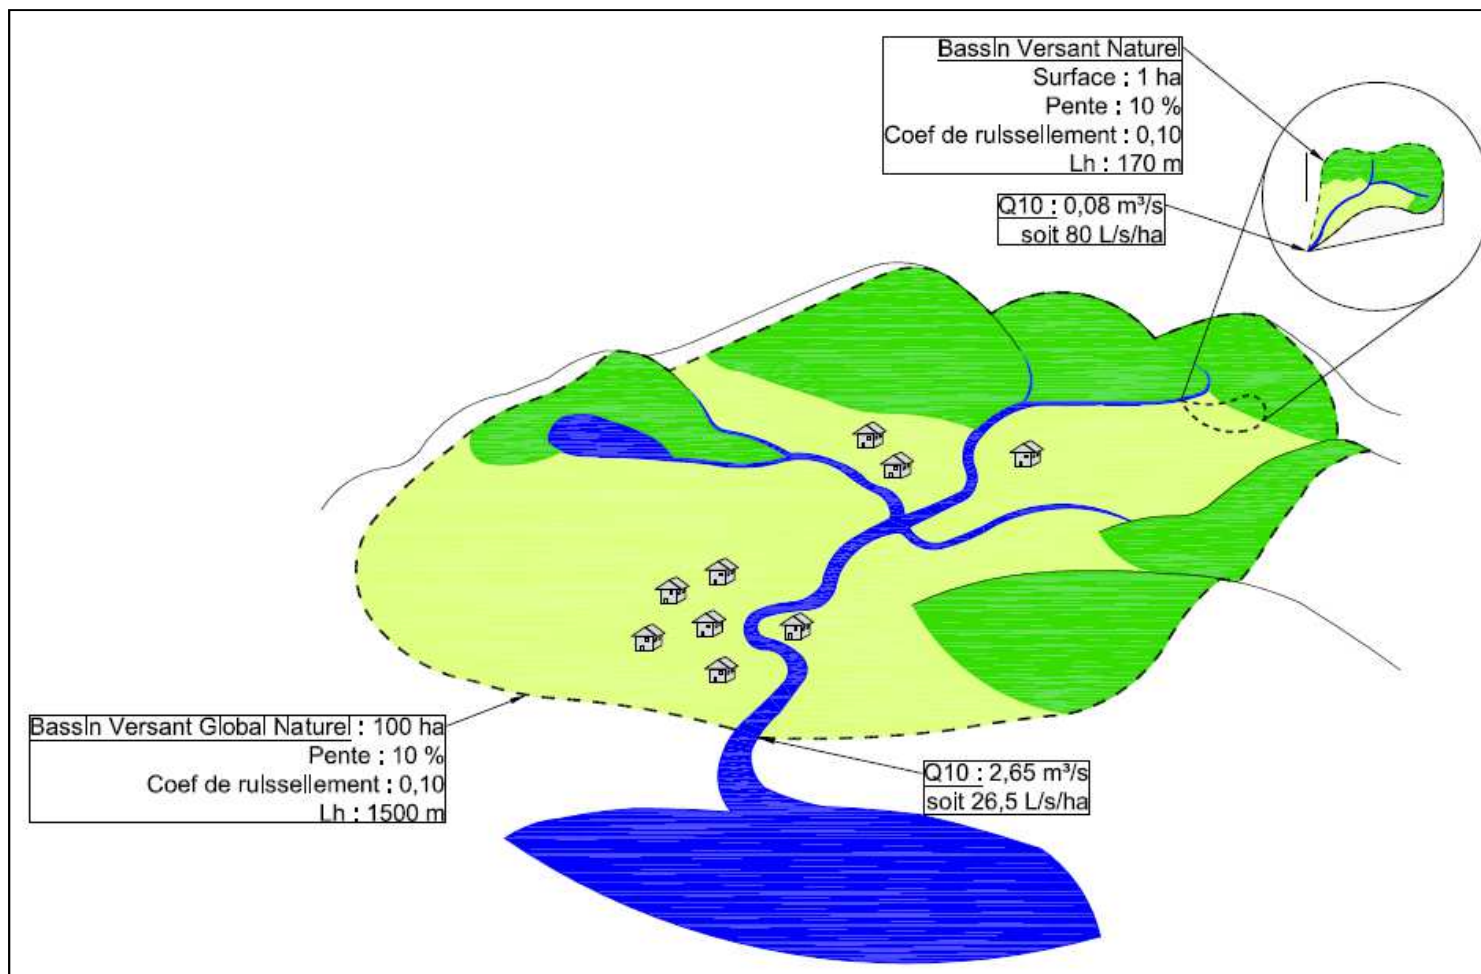 Bassin Versant Naturel
Surface : 1 ha
Pente : 10 %
Coef de ruissellement : 0,10
Lh : 170 m
Q10 : 0,08 m³/s
soit 80 L/s/ha
Bassin Versant Global Naturel : 100 ha
Pente : 10 %
Coef de ruissellement : 0,10
Lh : 1500 m
Q10 : 2,65 m³/s
soit 26,5 L/s/ha